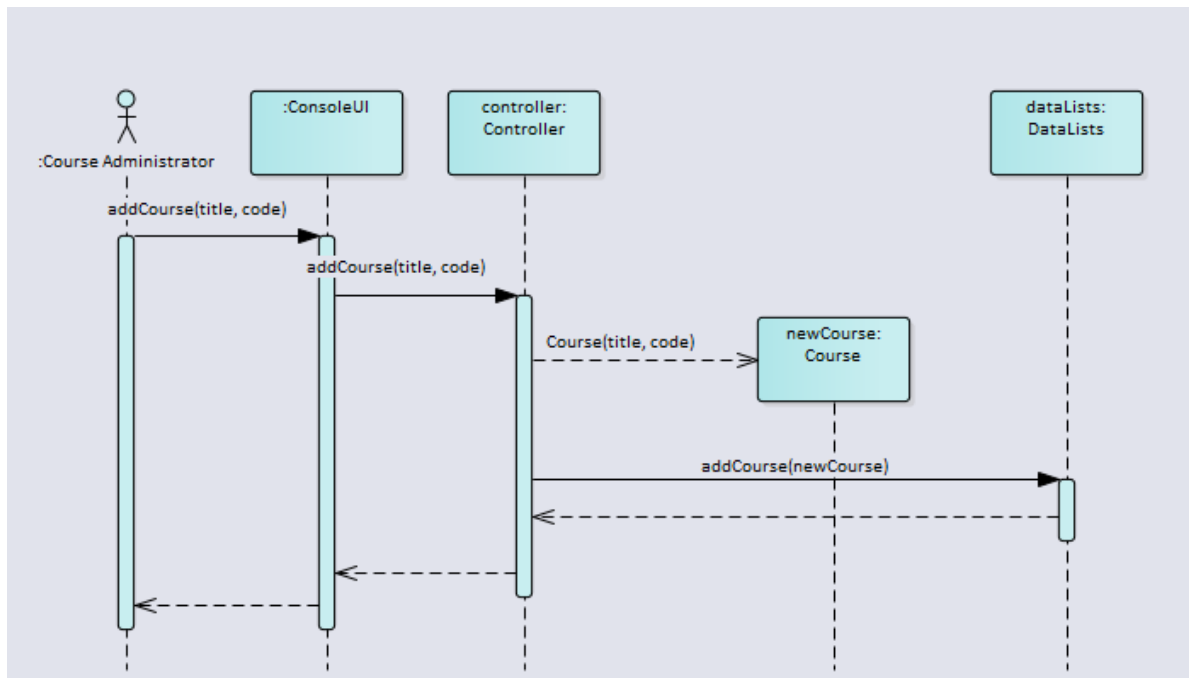 :ConsoleUI
controller:
Controller
dataLists:
DataLists
:Course Administrator
addCourse(title, code)
addCourse(title, code)
newCourse:
Course
Course(title, code)
addCourse(newCourse)